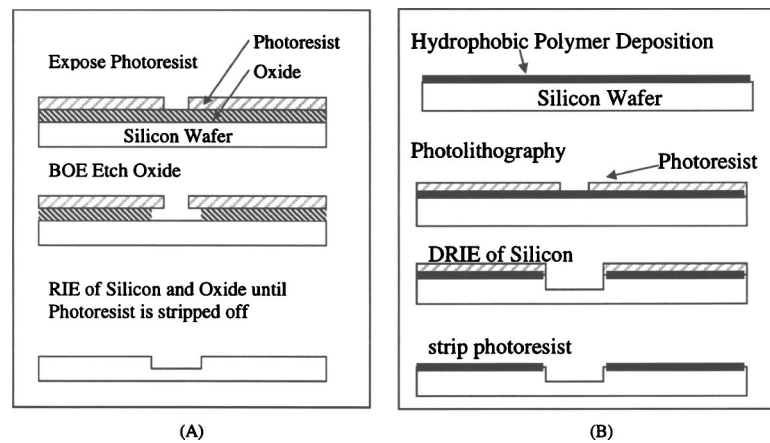 Expose Photoresist
Photoresist
Oxide
Silicon Wafer
BOE Etch Oxide
RIE of Silicon and Oxide until
Photoresist is stripped off
(A)
Hydrophobic Polymer Deposition
Silicon Wafer
Photolithography
Photoresist
DRIE of Silicon
strip photoresist
(B)